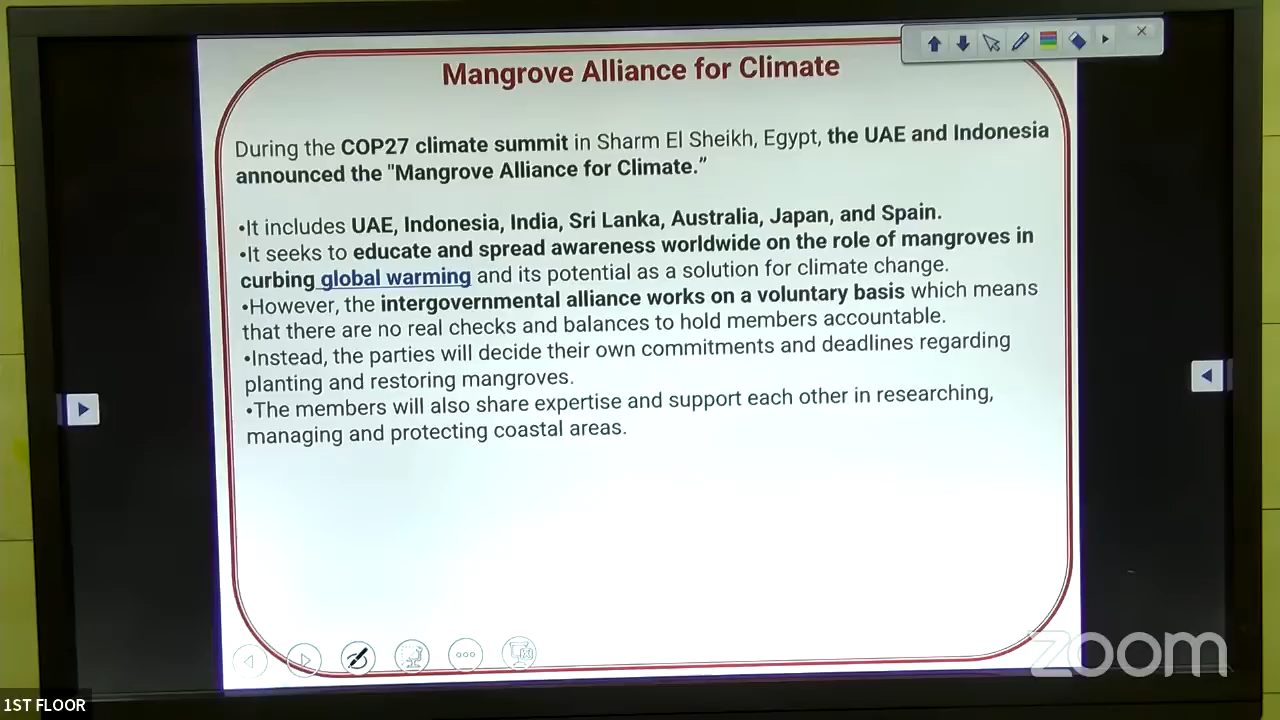 Mangrove Alliance for Climate
During the COP27 climate summit in Sharm El Sheikh, Egypt, the UAE and Indonesia
announced the "Mangrove Alliance for Climate.”
•It includes UAE, Indonesia, India, Sri Lanka, Australia, Japan, and Spain.
•It seeks to educate and spread awareness worldwide on the role of mangroves in
curbing global warming and its potential as a solution for climate change.
•However, the intergovernmental alliance works on a voluntary basis which means
that there are no real checks and balances to hold members accountable.
•Instead, the parties will decide their own commitments and deadlines regarding
planting and restoring mangroves.
•The members will also share expertise and support each other in researching,
managing and protecting coastal areas.
zoom
1ST FLOOR